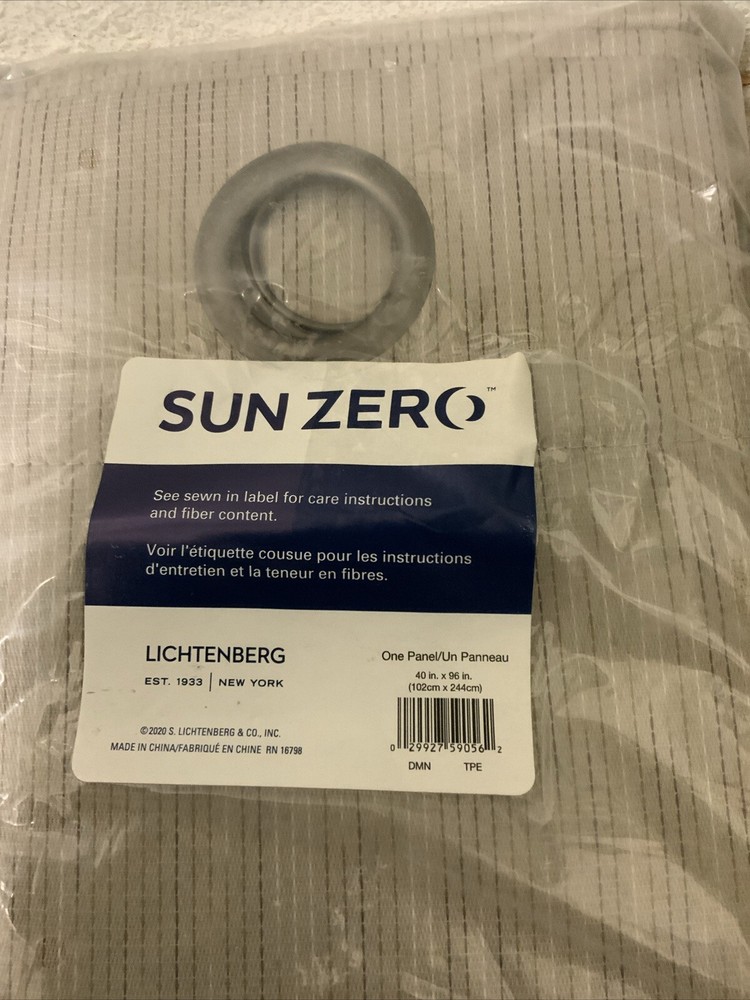 SUN ZERO™
See sewn in label for care instructions
and fiber content.
Voir l'étiquette cousue pour les instructions
d'entretien et la teneur en fibres.
LICHTENBERG
EST. 1933 | NEW YORK
©2020 S. LICHTENBERG & CO., INC.
MADE IN CHINA/FABRIQUÉ EN CHINE RN 16798
One Panel/Un Panneau
40 in. x 96 in.
(102cm x 244cm)
0 29927 59056 2
DMN TPE